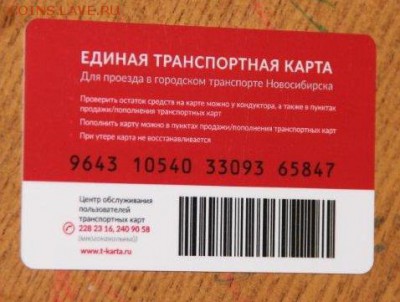 COINS.LAVE.RU
ЕДИНАЯ ТРАНСПОРТНАЯ КАРТА
Для проезда в городском транспорте Новосибирска
Проверить остаток средств на карте можно у кондуктора, а также в пунктах
продажи/пополнения транспортных карт
Пополнить карту можно в пунктах продажи/пополнения транспортных карт
При утере карта не восстанавливается
9643 10540 33093 65847
Центр обслуживания
пользователей
транспортных карт
228 23 16, 240 90 58
(многоканальный)
www.t-karta.ru